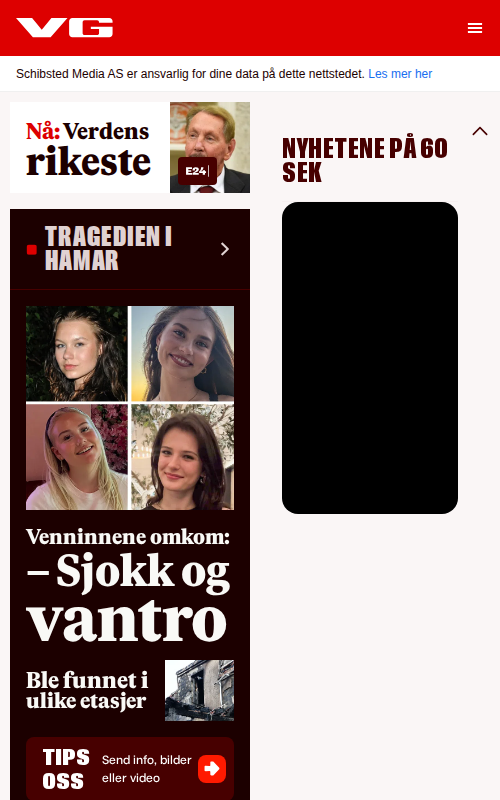 VG
Schibsted Media AS er ansvarlig for dine data på dette nettstedet. Les mer her
Nå: Verdens
rikeste
E24
TRAGEDIEN I
HAMAR
Venninnene omkom:
– Sjokk og
vantro
Ble funnet i
ulike etasjer
TIPS
OSS
Send info, bilder
eller video
NYHETENE PÅ 60
SEK